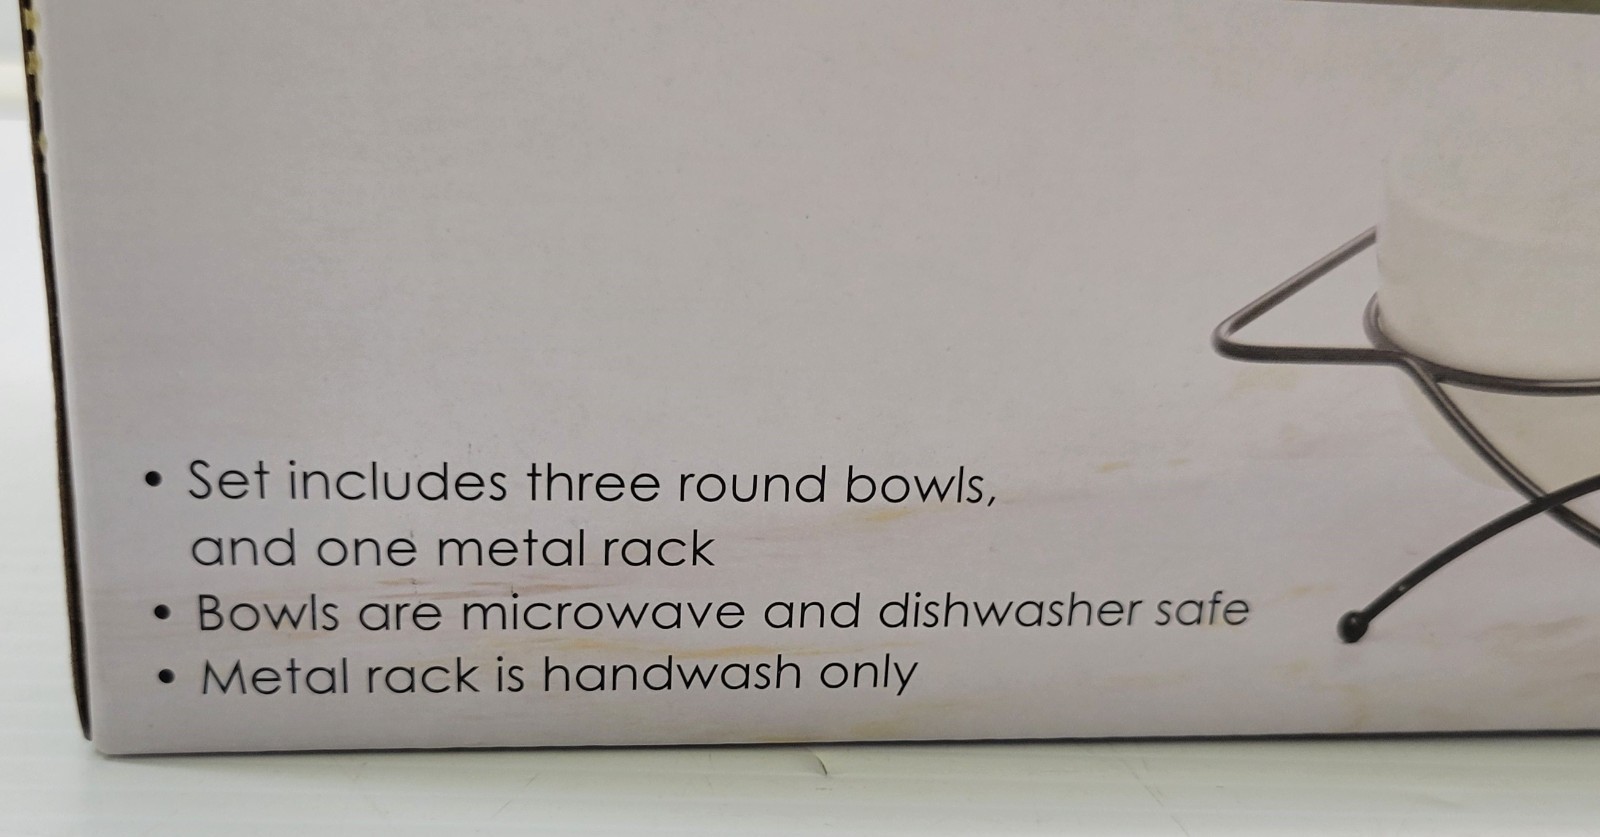 • Set includes three round bowls,
and one metal rack
• Bowls are microwave and dishwasher safe
• Metal rack is handwash only